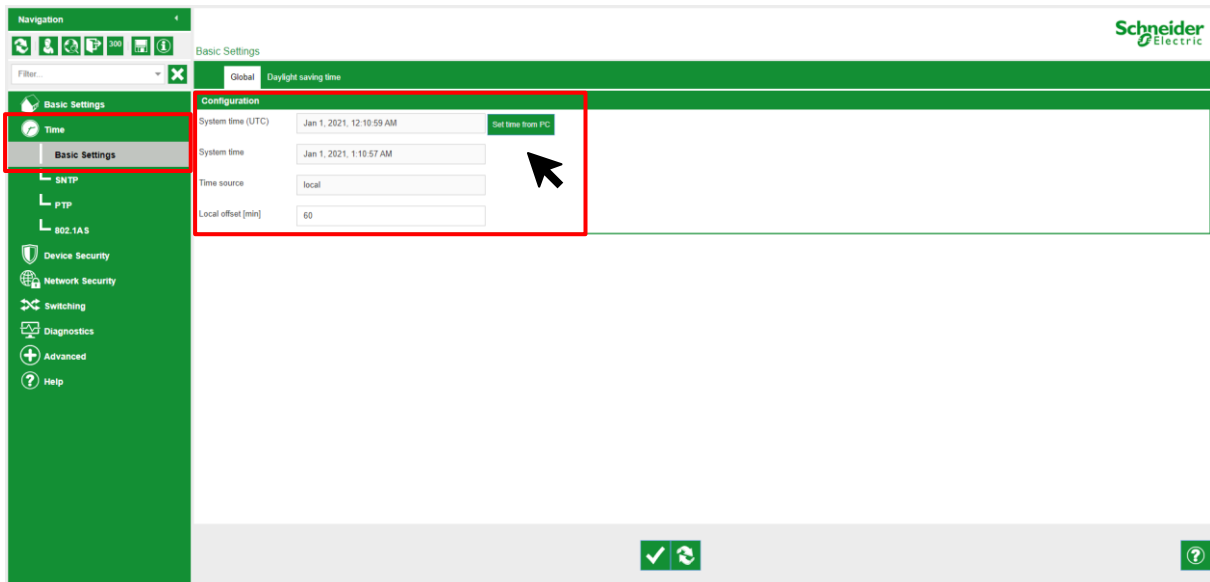 Navigation
300
Schneider
Electric
Basic Settings
Filter...
Global Daylight saving time
Basic Settings
Time
Basic Settings
SNTP
PTP
802.1AS
Device Security
Network Security
Switching
Diagnostics
Advanced
Help
Configuration
System time (UTC) Jan 1, 2021, 12:10:59 AM Set time from PC
System time Jan 1, 2021, 1:10:57 AM
Time source local
Local offset [min] 60